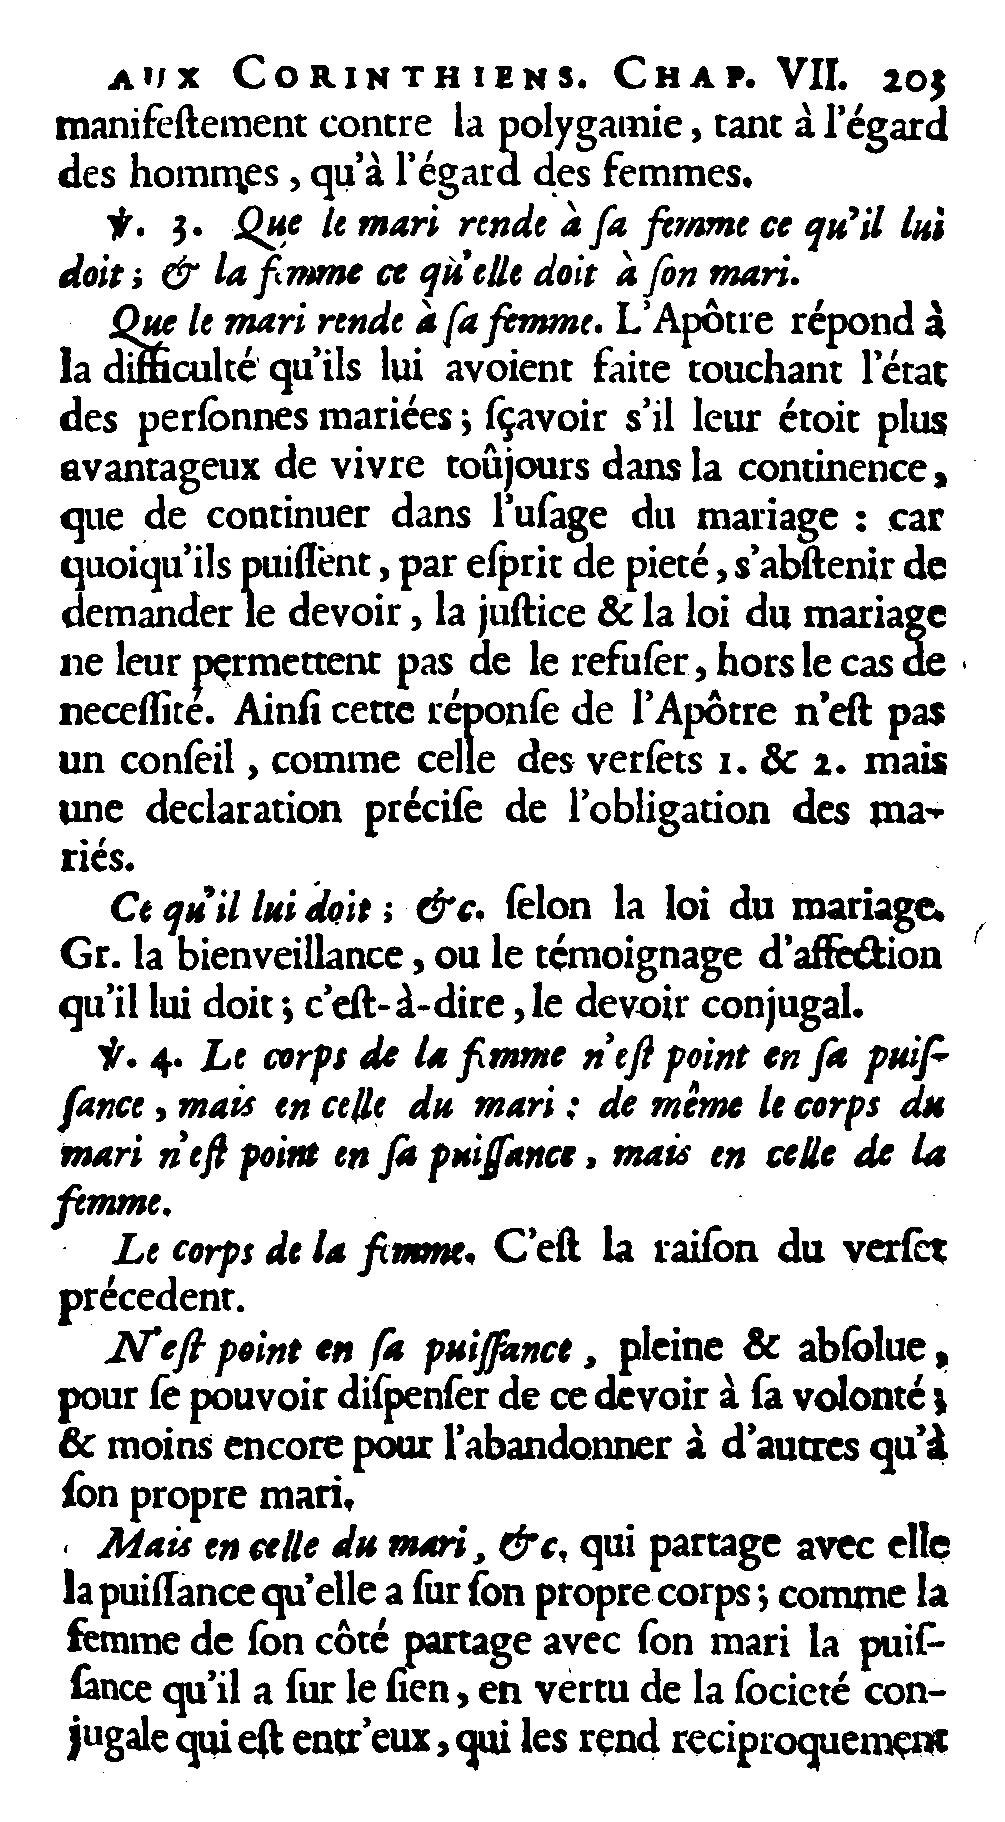 AUX CORINTHIENS. CHAP. VII. 203
manifeſtement contre la polygamie, tant à l'égard
des hommes, qu'à l'égard des femmes.
℣. 3. Que le mari rende à ſa femme ce qu'il lui
doit; & la femme ce qu'elle doit à ſon mari.
Que le mari rende à ſa femme. L'Apôtre répond à
la difficulté qu'ils lui avoient faite touchant l'état
des perſonnes mariées; ſçavoir s'il leur étoit plus
avantageux de vivre toûjours dans la continence,
que de continuer dans l'uſage du mariage : car
quoiqu'ils puiſſent, par eſprit de pieté, s'abſtenir de
demander le devoir, la juſtice & la loi du mariage
ne leur permettent pas de le refuſer, hors le cas de
neceſſité. Ainſi cette réponſe de l'Apôtre n'eſt pas
un conſeil, comme celle des verſets 1. & 2. mais
une declaration préciſe de l'obligation des ma-
riés.
Ce qu'il lui doit; &c. ſelon la loi du mariage.
Gr. la bienveillance, ou le témoignage d'affection
qu'il lui doit; c'eſt-à-dire, le devoir conjugal.
℣. 4. Le corps de la femme n'eſt point en ſa puiſ-
ſance, mais en celle du mari : de même le corps du
mari n'eſt point en ſa puiſſance, mais en celle de la
femme.
Le corps de la femme. C'eſt la raiſon du verſet
précedent.
N'eſt point en ſa puiſſance, pleine & abſolue,
pour ſe pouvoir diſpenſer de ce devoir à ſa volonté;
& moins encore pour l'abandonner à d'autres qu'à
ſon propre mari.
Mais en celle du mari, &c. qui partage avec elle
la puiſſance qu'elle a ſur ſon propre corps; comme la
femme de ſon côté partage avec ſon mari la puiſ-
ſance qu'il a ſur le ſien, en vertu de la ſocieté con-
jugale qui eſt entr'eux, qui les rend reciproquement